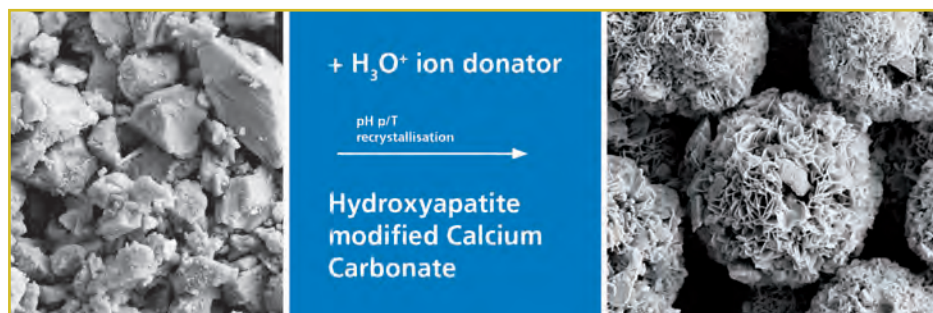 + H₃O⁺ ion donator
pH p/T
recrystallisation
Hydroxyapatite
modified Calcium
Carbonate